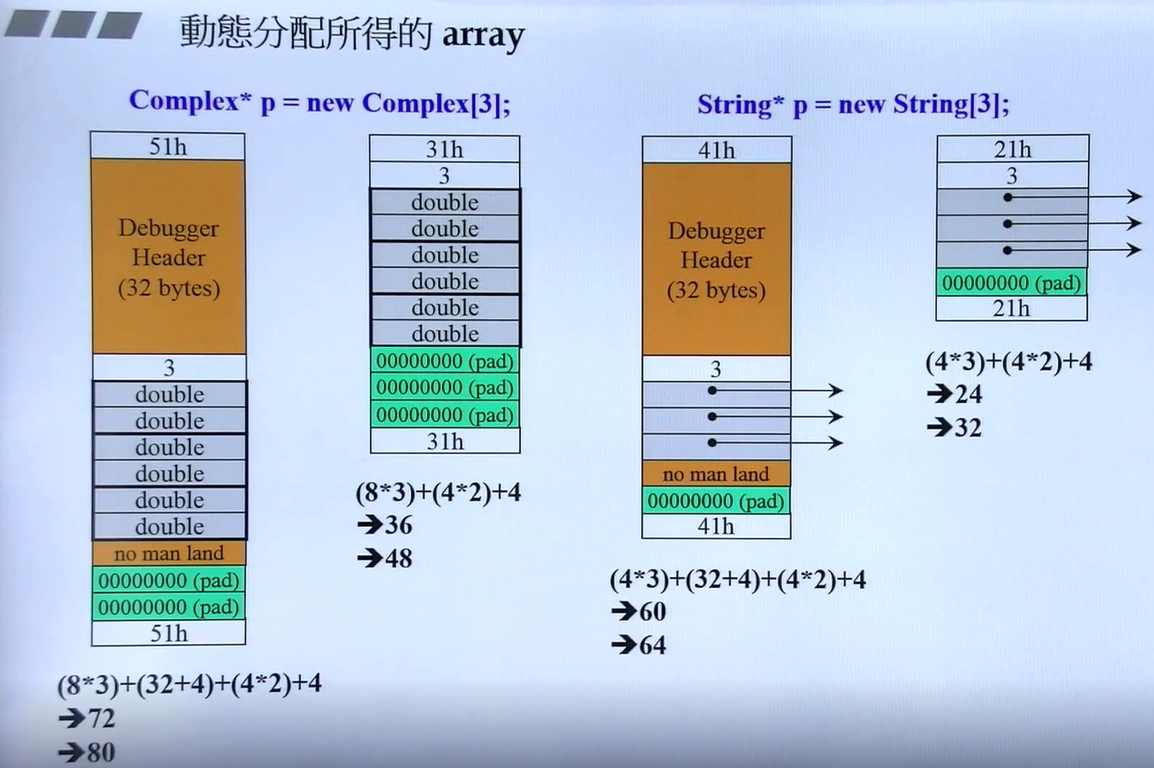 動態分配所得的 array
Complex* p = new Complex[3];
51h
Debugger
Header
(32 bytes)
3
double
double
double
double
double
double
no man land
00000000 (pad)
00000000 (pad)
51h
(8*3)+(32+4)+(4*2)+4
➔72
➔80
31h
3
double
double
double
double
double
double
00000000 (pad)
00000000 (pad)
00000000 (pad)
31h
(8*3)+(4*2)+4
➔36
➔48
String* p = new String[3];
41h
Debugger
Header
(32 bytes)
3
no man land
00000000 (pad)
41h
(4*3)+(32+4)+(4*2)+4
➔60
➔64
21h
3
00000000 (pad)
21h
(4*3)+(4*2)+4
➔24
➔32